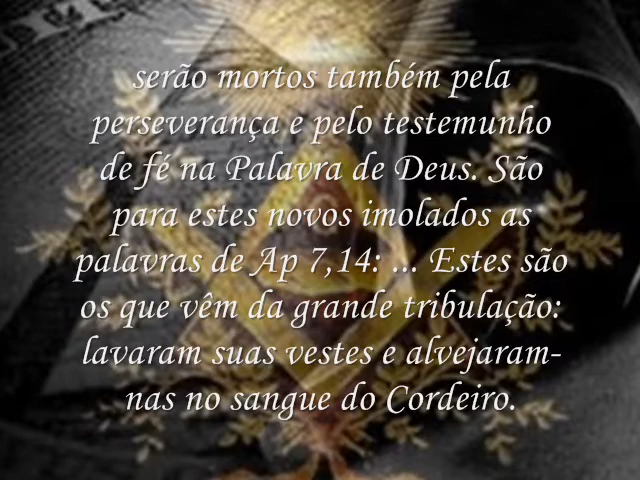 serão mortos também pela
perseverança e pelo testemunho
de fé na Palavra de Deus. São
para estes novos imolados as
palavras de Ap 7,14: ... Estes são
os que vêm da grande tribulação:
lavaram suas vestes e alvejaram-
nas no sangue do Cordeiro.